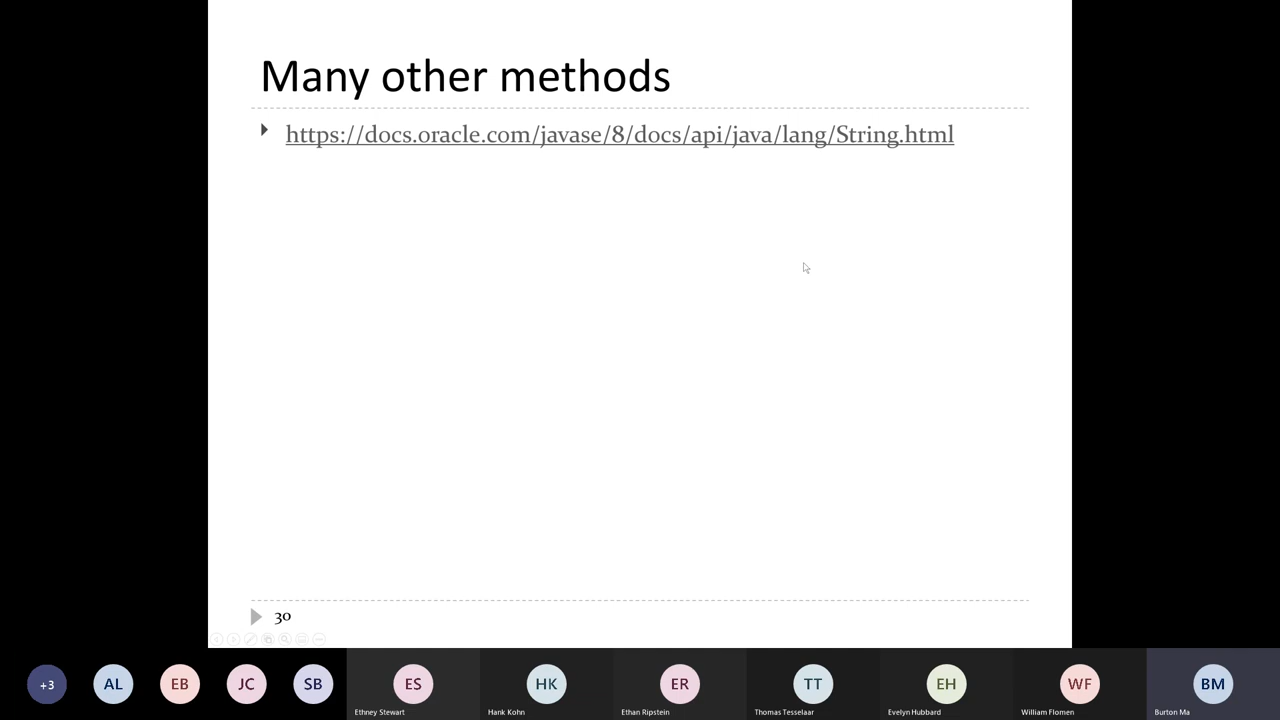 Many other methods
https://docs.oracle.com/javase/8/docs/api/java/lang/String.html
30
+3
AL
EB
JC
SB
ES
HK
ER
TT
EH
WF
BM
Ethney Stewart
Hank Kohn
Ethan Ripstein
Thomas Tesselaar
Evelyn Hubbard
William Flomen
Burton Ma